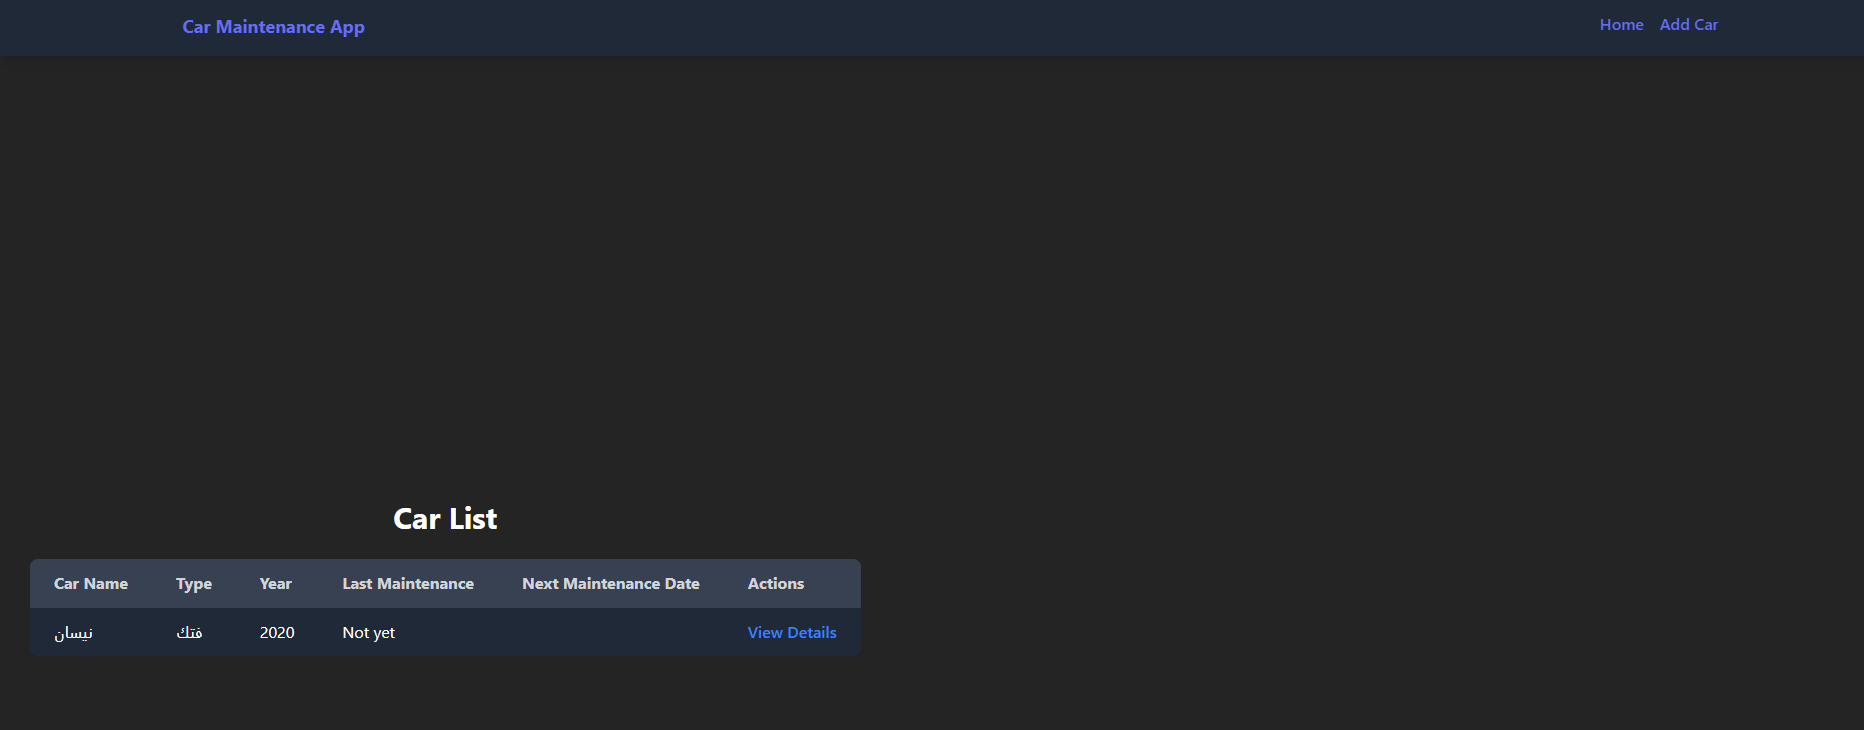 Car Maintenance App
Home Add Car
Car List
Car Name Type Year Last Maintenance Next Maintenance Date Actions
نيسان فتك 2020 Not yet View Details